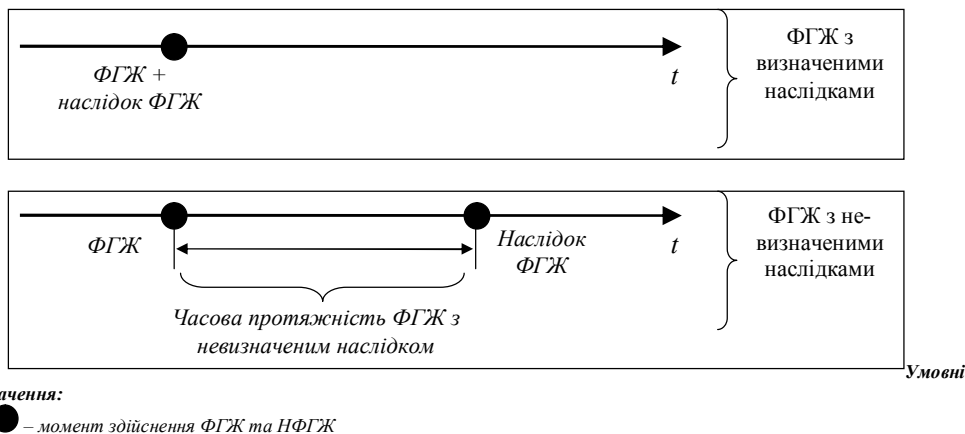 ФГЖ +
наслідок ФГЖ
t
ФГЖ з
визначеними
наслідками
ФГЖ
Наслідок
ФГЖ
t
Часова протяжність ФГЖ з
невизначеним наслідком
ФГЖ з не-
визначеними
наслідками
Умовні
ачення:
– момент здійснення ФГЖ та НФГЖ